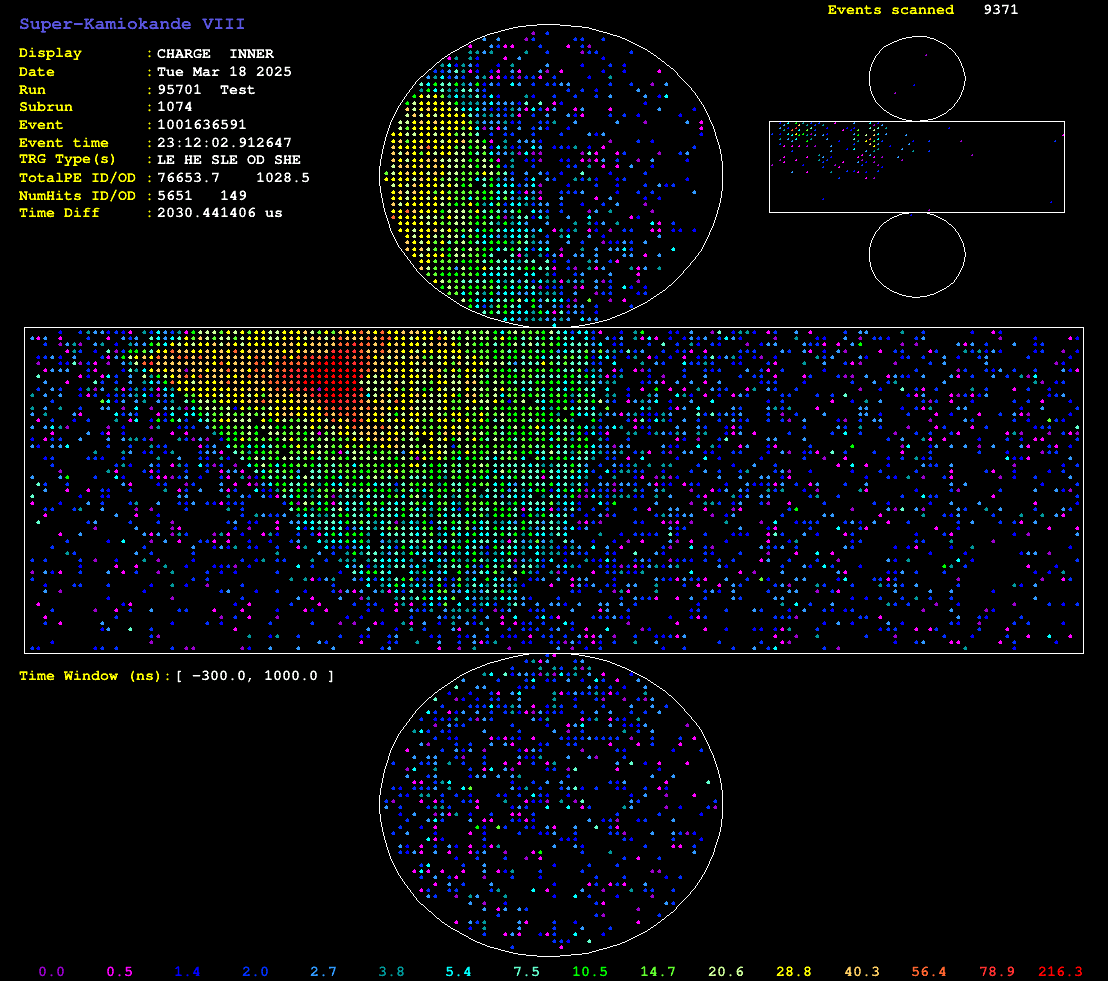 Super-Kamiokande VIII
Events scanned 9371
Display : CHARGE INNER
Date : Tue Mar 18 2025
Run : 95701 Test
Subrun : 1074
Event : 1001636591
Event time : 23:12:02.912647
TRG Type(s) : LE HE SLE OD SHE
TotalPE ID/OD : 76653.7 1028.5
NumHits ID/OD : 5651 149
Time Diff : 2030.441406 us
Time Window (ns): [ -300.0, 1000.0 ]
0.0 0.5 1.4 2.0 2.7 3.8 5.4 7.5 10.5 14.7 20.6 28.8 40.3 56.4 78.9 216.3